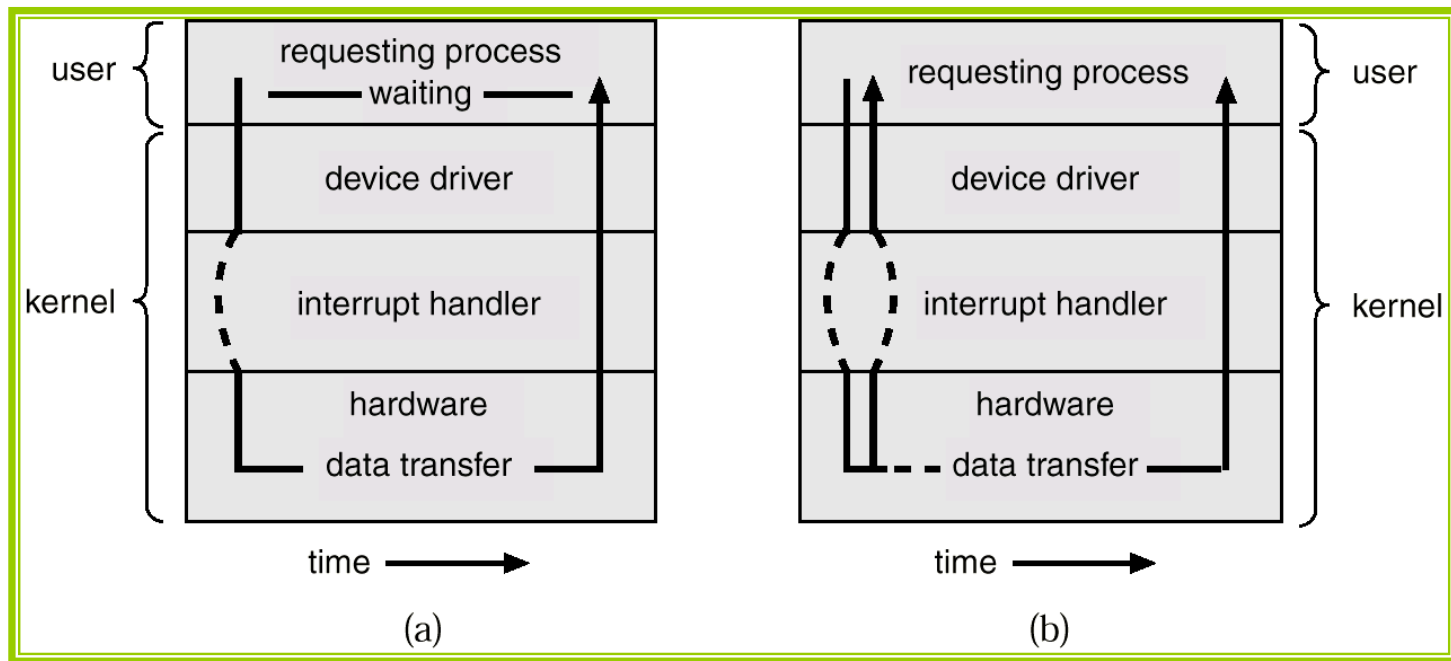 user
requesting process
waiting
kernel
device driver
interrupt handler
hardware
data transfer
time
(a)
requesting process
user
device driver
interrupt handler
kernel
hardware
data transfer
time
(b)